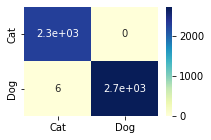 Cat 2.3e+03 0
Dog 6 2.7e+03
Cat Dog
2000
1000
0